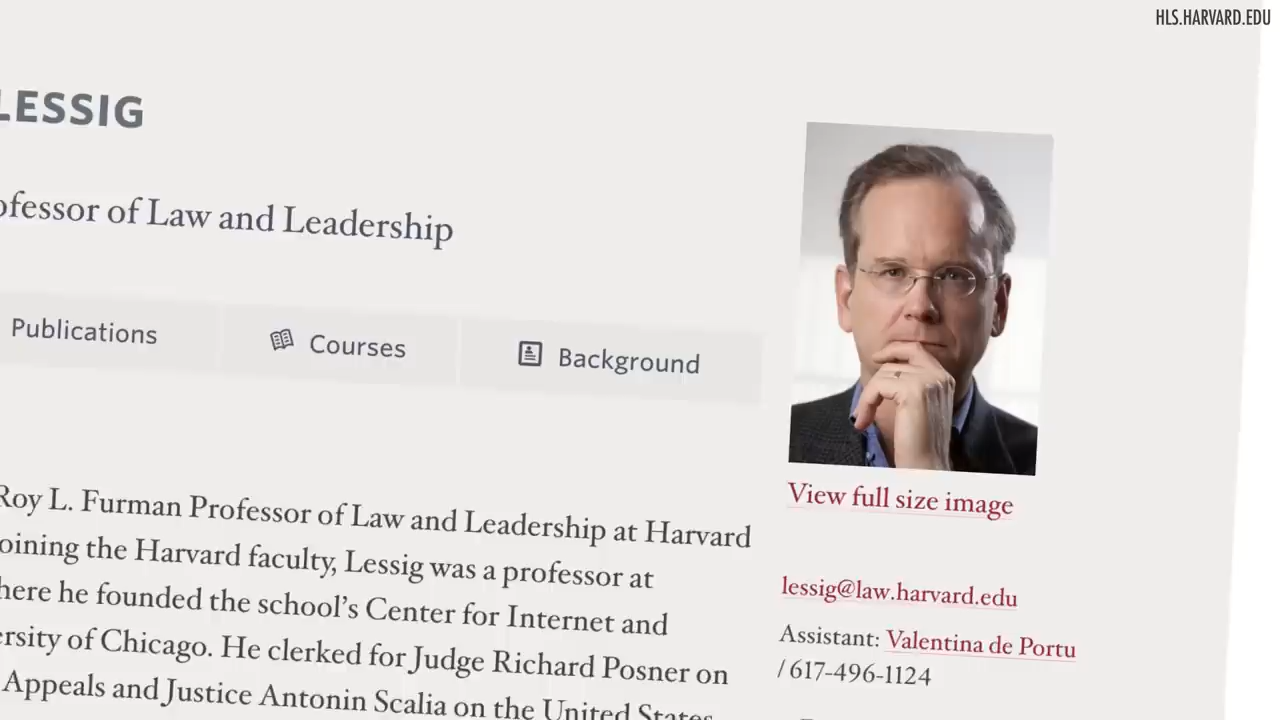 HLS.HARVARD.EDU
LESSIG
ofessor of Law and Leadership
Publications
Courses
Background
Roy L. Furman Professor of Law and Leadership at Harvard
oining the Harvard faculty, Lessig was a professor at
here he founded the school's Center for Internet and
ersity of Chicago. He clerked for Judge Richard Posner on
Appeals and Justice Antonin Scalia on the United States
View full size image
lessig@law.harvard.edu
Assistant: Valentina de Portu
/ 617-496-1124